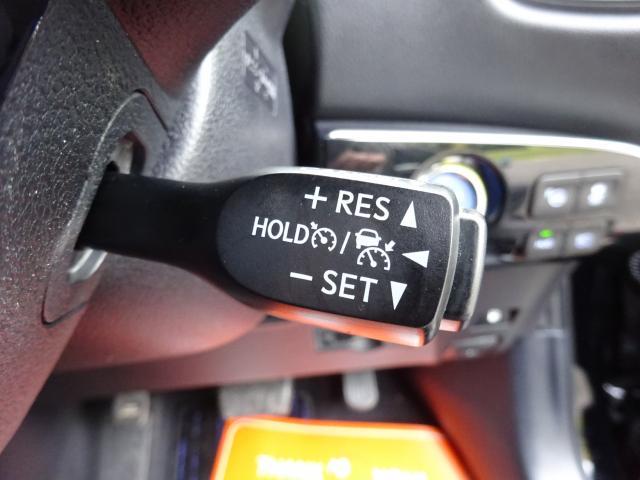 + RES
HOLD /
− SET